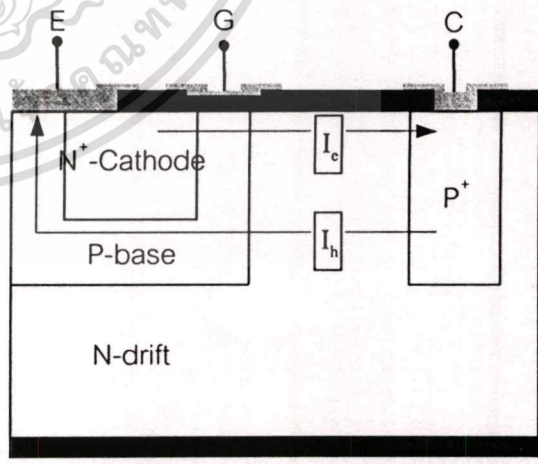 E G C
N+-Cathode
Ie
P+
Ih
P-base
N-drift